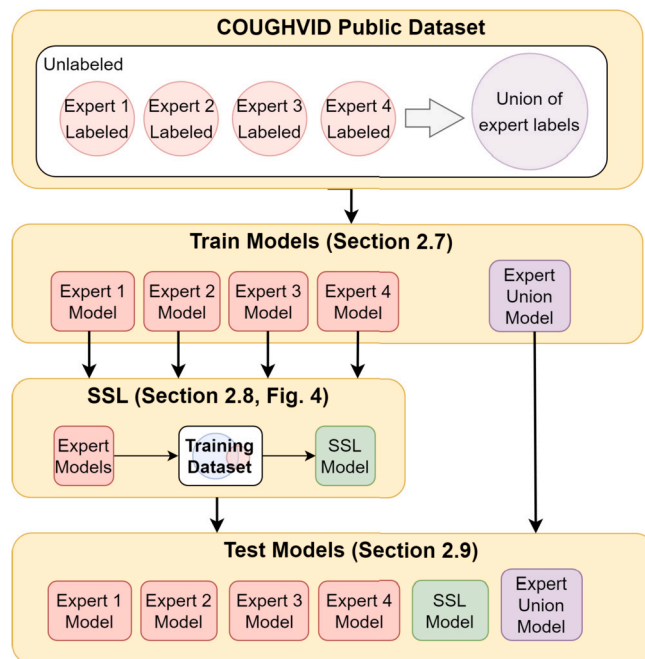 COUGHVID Public Dataset
Unlabeled
Expert 1
Labeled
Expert 2
Labeled
Expert 3
Labeled
Expert 4
Labeled
Union of
expert labels
Train Models (Section 2.7)
Expert 1
Model
Expert 2
Model
Expert 3
Model
Expert 4
Model
Expert
Union
Model
SSL (Section 2.8, Fig. 4)
Expert
Models
Training
Dataset
SSL
Model
Test Models (Section 2.9)
Expert 1
Model
Expert 2
Model
Expert 3
Model
Expert 4
Model
SSL
Model
Expert
Union
Model